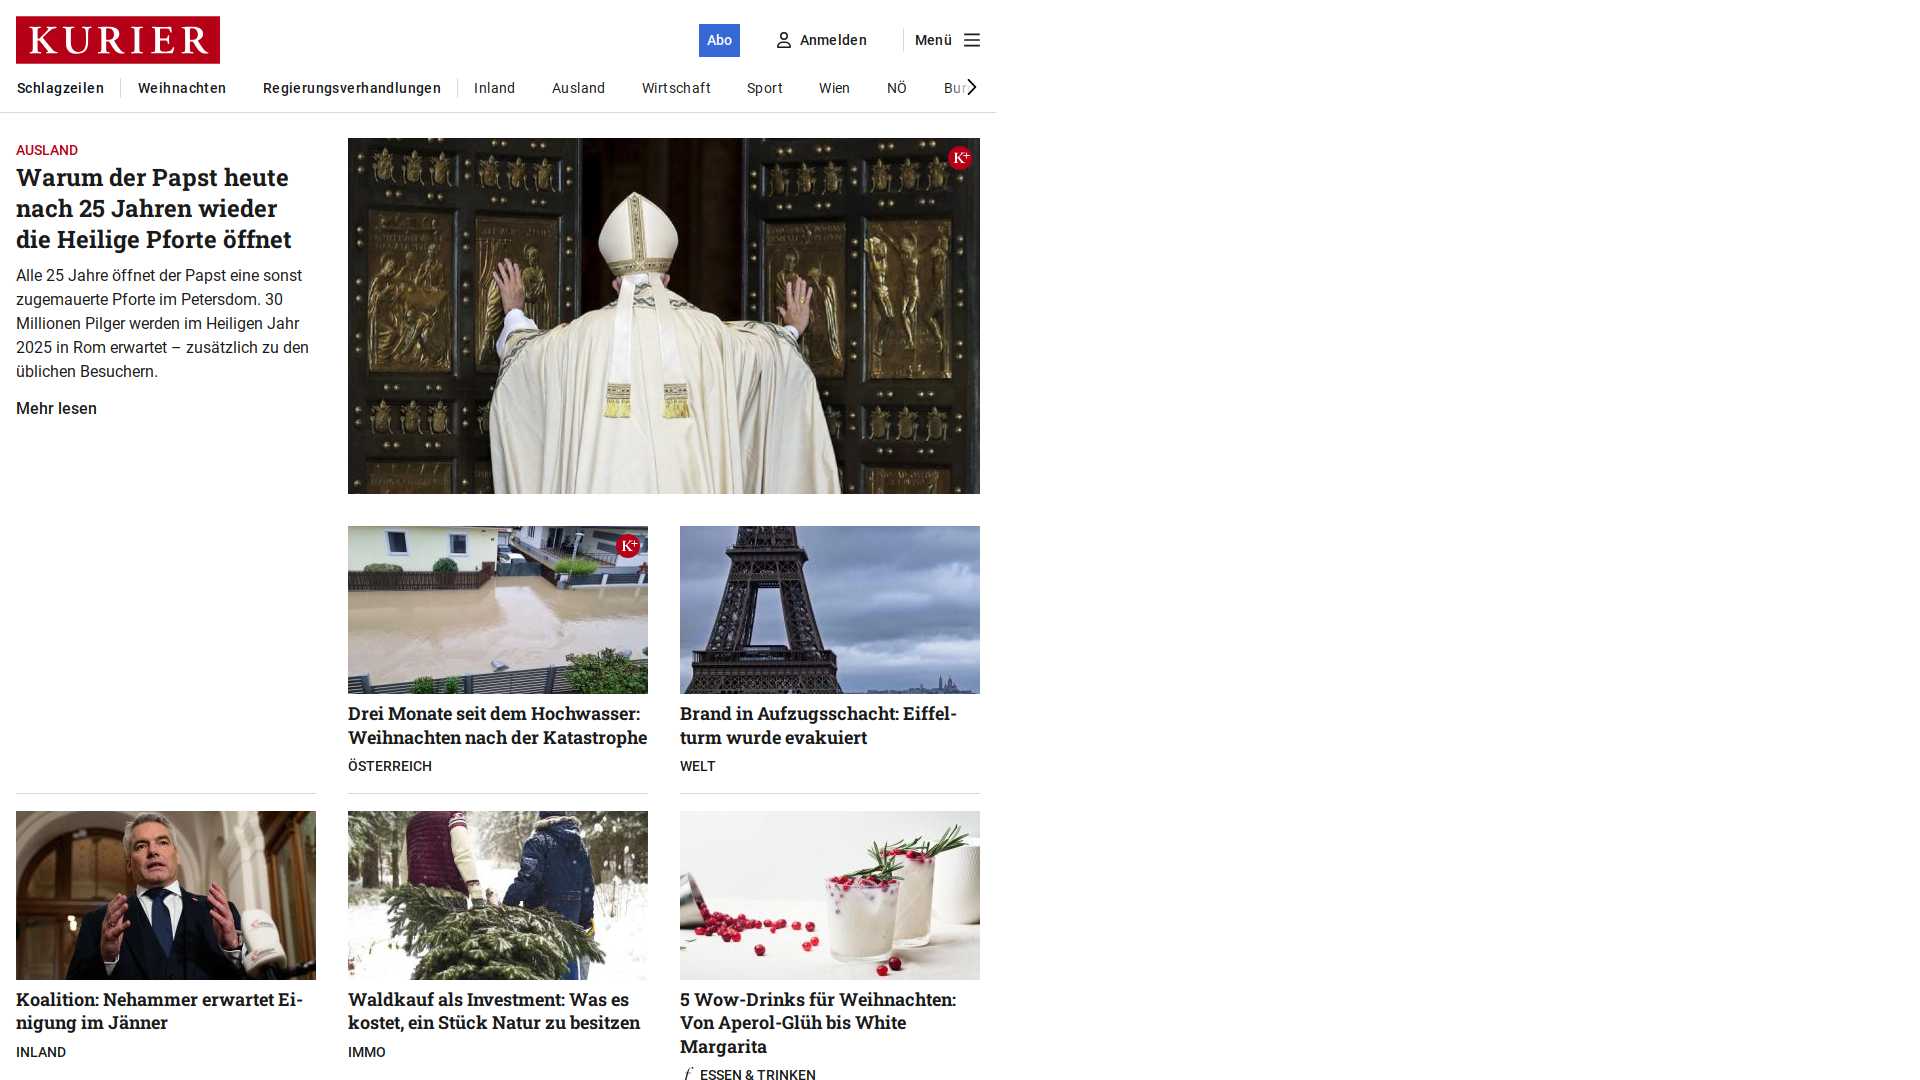 KURIER
Abo
Anmelden
Menü
Schlagzeilen
Weihnachten
Regierungsverhandlungen
Inland
Ausland
Wirtschaft
Sport
Wien
NÖ
Bur
AUSLAND
Warum der Papst heute
nach 25 Jahren wieder
die Heilige Pforte öffnet
Alle 25 Jahre öffnet der Papst eine sonst
zugemauerte Pforte im Petersdom. 30
Millionen Pilger werden im Heiligen Jahr
2025 in Rom erwartet – zusätzlich zu den
üblichen Besuchern.
Mehr lesen
K+
K+
Drei Monate seit dem Hochwasser:
Weihnachten nach der Katastrophe
ÖSTERREICH
Brand in Aufzugsschacht: Eiffel-
turm wurde evakuiert
WELT
Koalition: Nehammer erwartet Ei-
nigung im Jänner
INLAND
Waldkauf als Investment: Was es
kostet, ein Stück Natur zu besitzen
IMMO
5 Wow-Drinks für Weihnachten:
Von Aperol-Glüh bis White
Margarita
f ESSEN & TRINKEN